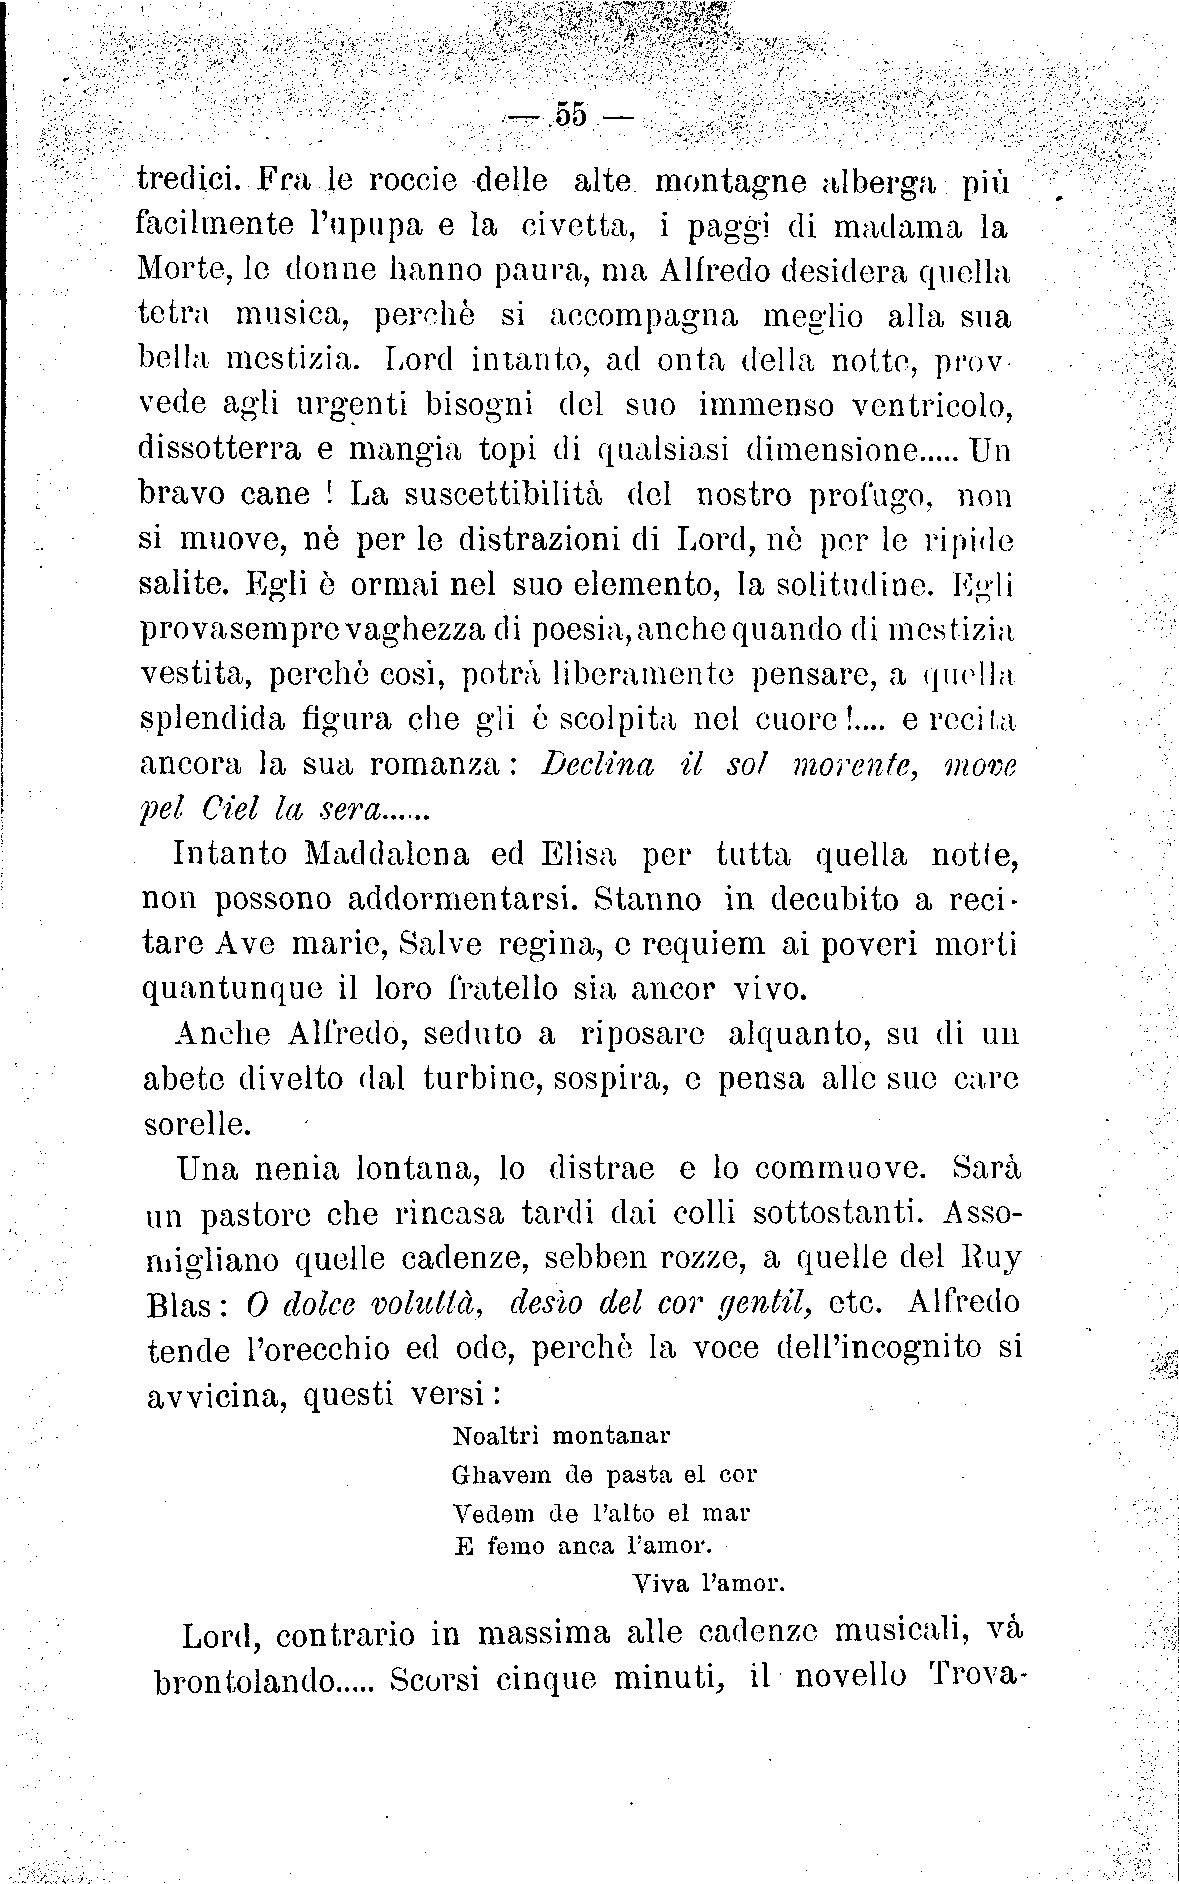 — 55 —
tredici. Fra le roccie delle alte montagne alberga più
facilmente l'upupa e la civetta, i paggi di madama la
Morte, le donne hanno paura, ma Alfredo desidera quella
tetra musica, perchè si accompagna meglio alla sua
bella mestizia. Lord intanto, ad onta della notte, prov-
vede agli urgenti bisogni del suo immenso ventricolo,
dissotterra e mangia topi di qualsiasi dimensione..... Un
bravo cane ! La suscettibilità del nostro profugo, non
si muove, nè per le distrazioni di Lord, nè per le ripide
salite. Egli è ormai nel suo elemento, la solitudine. Egli
prova sempre vaghezza di poesia, anche quando di mestizia
vestita, perchè così, potrà liberamente pensare, a quella
splendida figura che gli è scolpita nel cuore !.... e recita
ancora la sua romanza : Declina il sol morente, move
pel Ciel la sera......
Intanto Maddalena ed Elisa per tutta quella notte,
non possono addormentarsi. Stanno in decubito a reci-
tare Ave marie, Salve regina, e requiem ai poveri morti
quantunque il loro fratello sia ancor vivo.
Anche Alfredo, seduto a riposare alquanto, su di un
abete divelto dal turbine, sospira, e pensa alle sue care
sorelle.
Una nenia lontana, lo distrae e lo commuove. Sarà
un pastore che rincasa tardi dai colli sottostanti. Asso-
migliano quelle cadenze, sebben rozze, a quelle del Ruy
Blas : O dolce voluttà, desìo del cor gentil, etc. Alfredo
tende l'orecchio ed ode, perchè la voce dell'incognito si
avvicina, questi versi :
Noaltri montanar
Ghavem de pasta el cor
Vedem de l'alto el mar
E femo anca l'amor.
Viva l'amor.
Lord, contrario in massima alle cadenze musicali, và
brontolando..... Scorsi cinque minuti, il novello Trova-